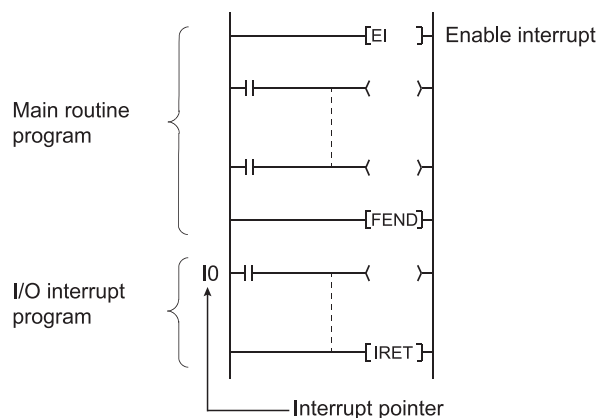 EI Enable interrupt
Main routine
program
FEND
I0
I/O interrupt
program
IRET
Interrupt pointer